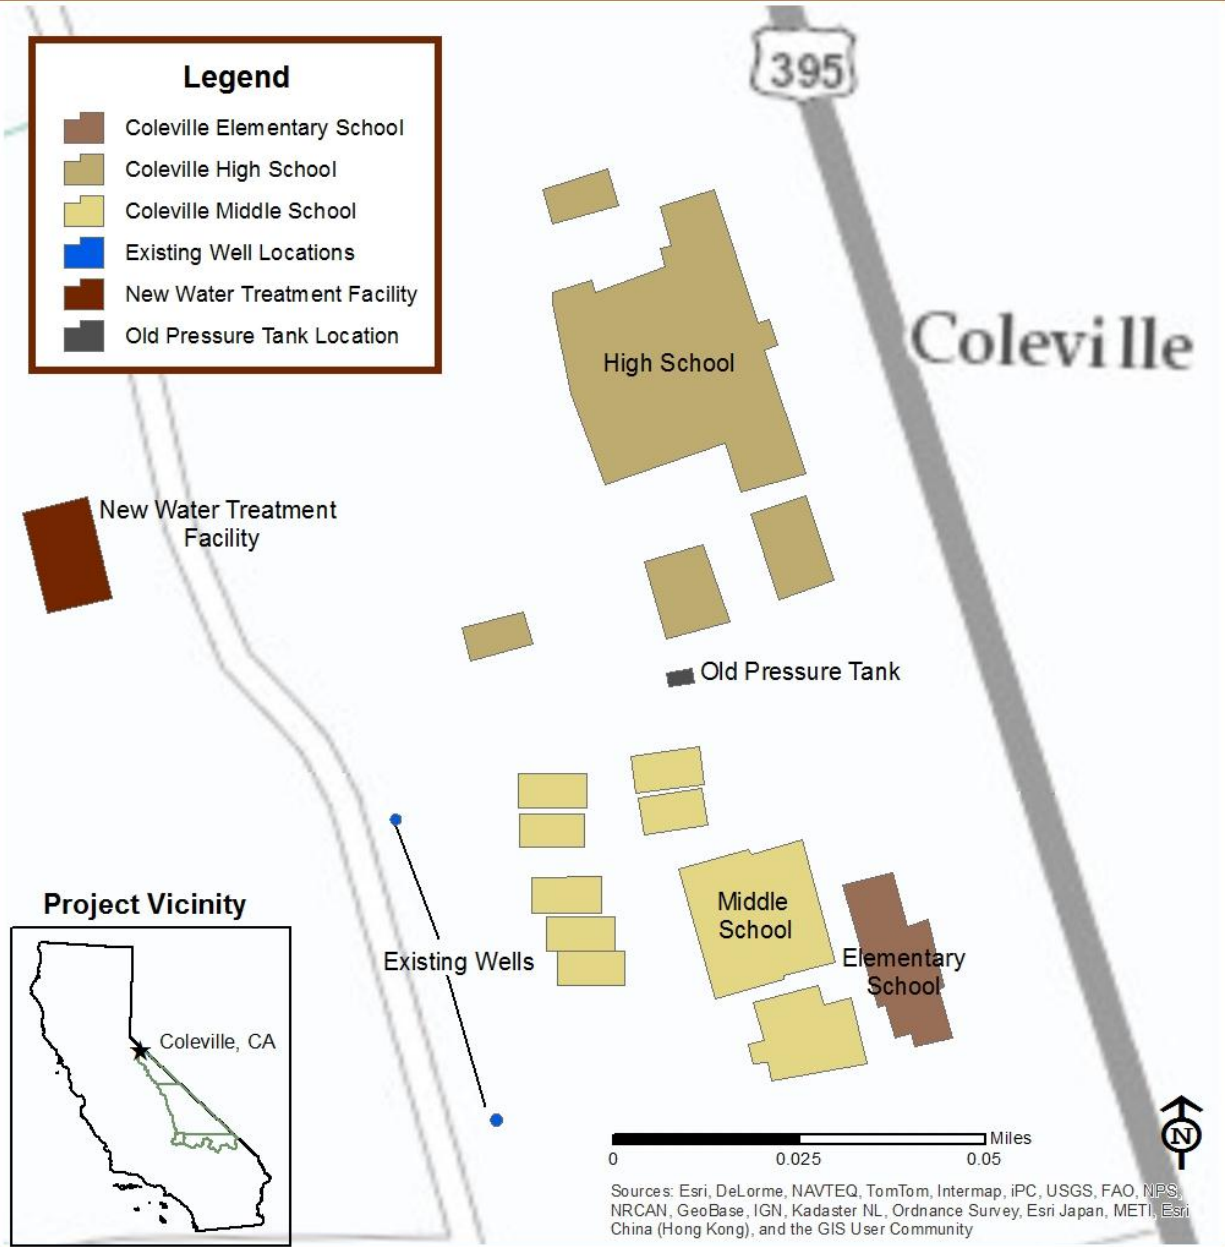 Legend
Coleville Elementary School
Coleville High School
Coleville Middle School
Existing Well Locations
New Water Treatment Facility
Old Pressure Tank Location
395
Coleville
High School
New Water Treatment
Facility
Old Pressure Tank
Middle
School
Elementary
School
Existing Wells
Project Vicinity
Coleville, CA
Miles
0
0.025
0.05
N
Sources: Esri, DeLorme, NAVTEQ, TomTom, Intermap, iPC, USGS, FAO, NPS,
NRCAN, GeoBase, IGN, Kadaster NL, Ordnance Survey, Esri Japan, METI, Esri
China (Hong Kong), and the GIS User Community